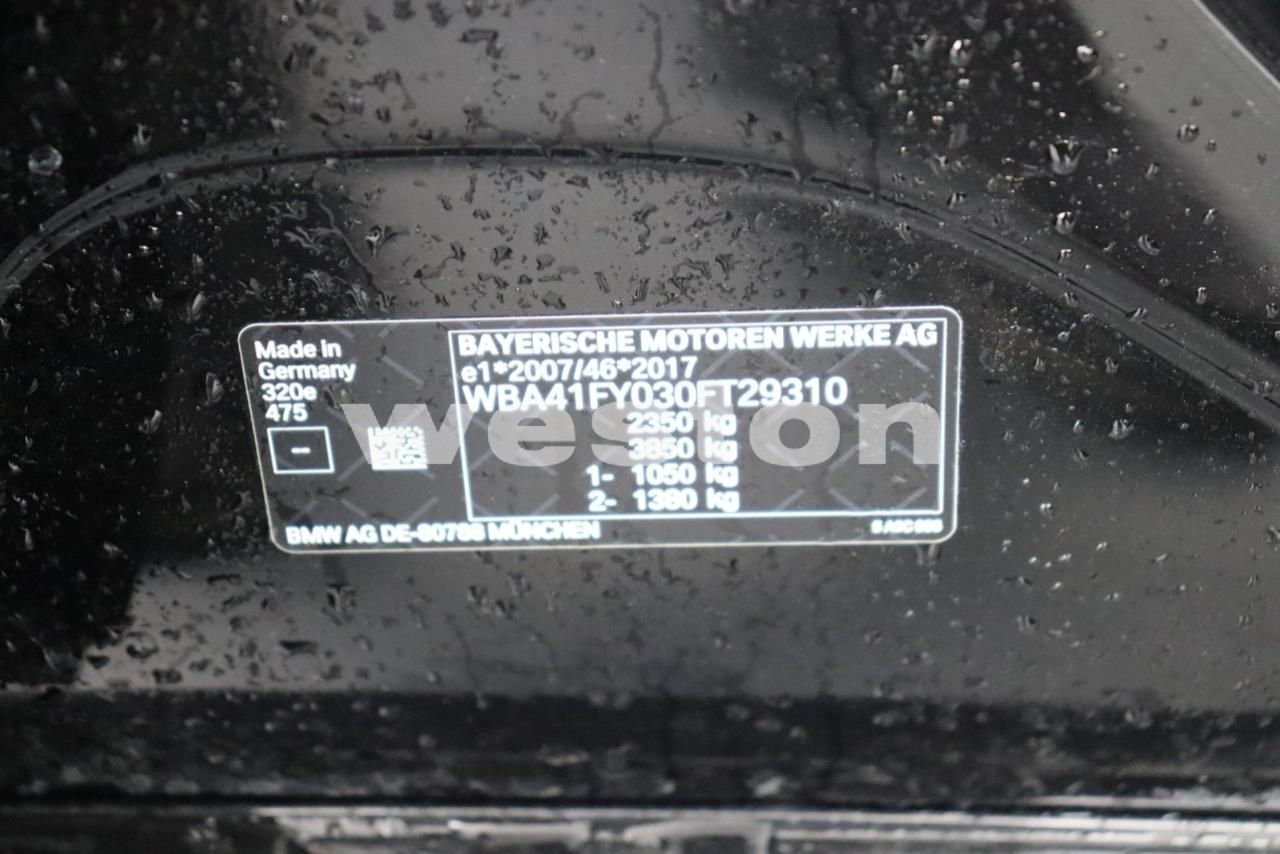 Made in
Germany
320e
475
--
BAYERISCHE MOTOREN WERKE AG
e1*2007/46*2017
WBA41FY030FT29310
2350 kg
3850 kg
1- 1050 kg
2- 1380 kg
BMW AG DE-80788 MÜNCHEN
weston